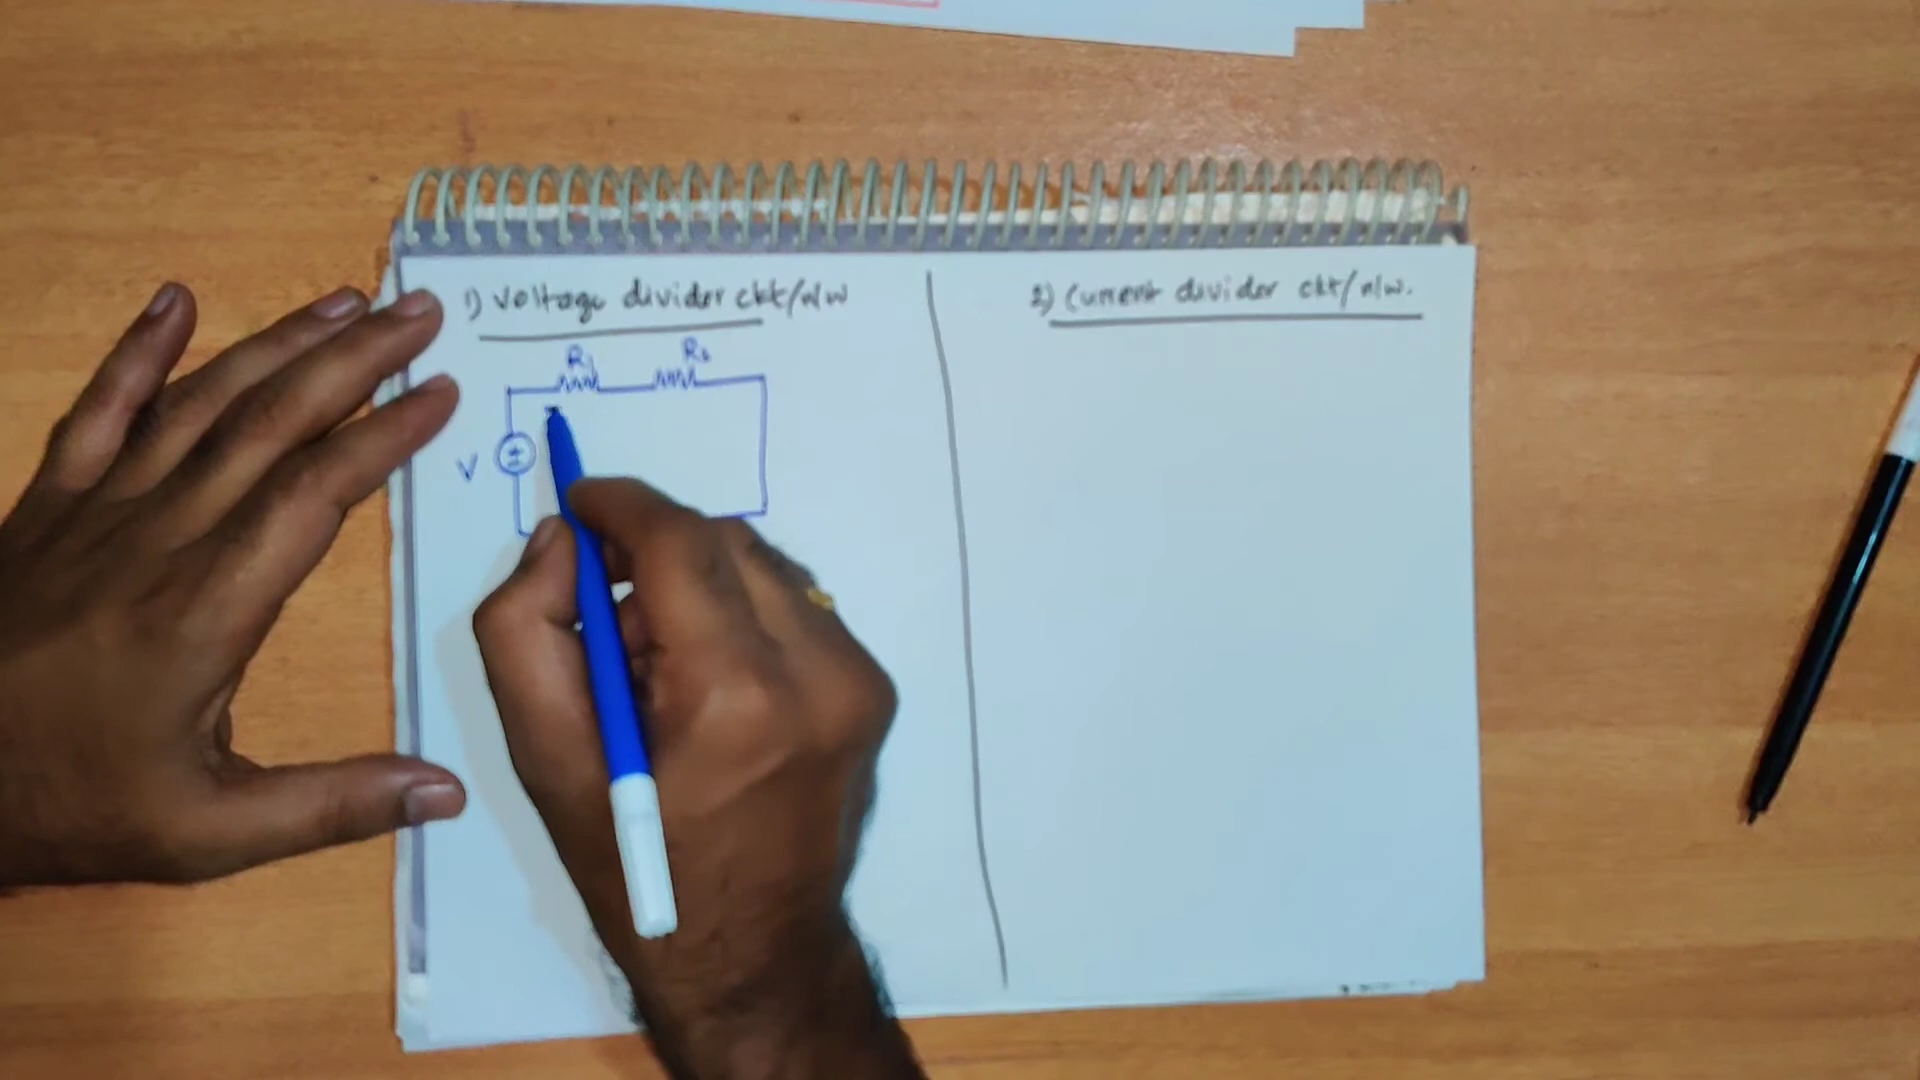 1) Voltage divider ckt/n/w
R1
R2
V
2) Current divider ckt/n/w.